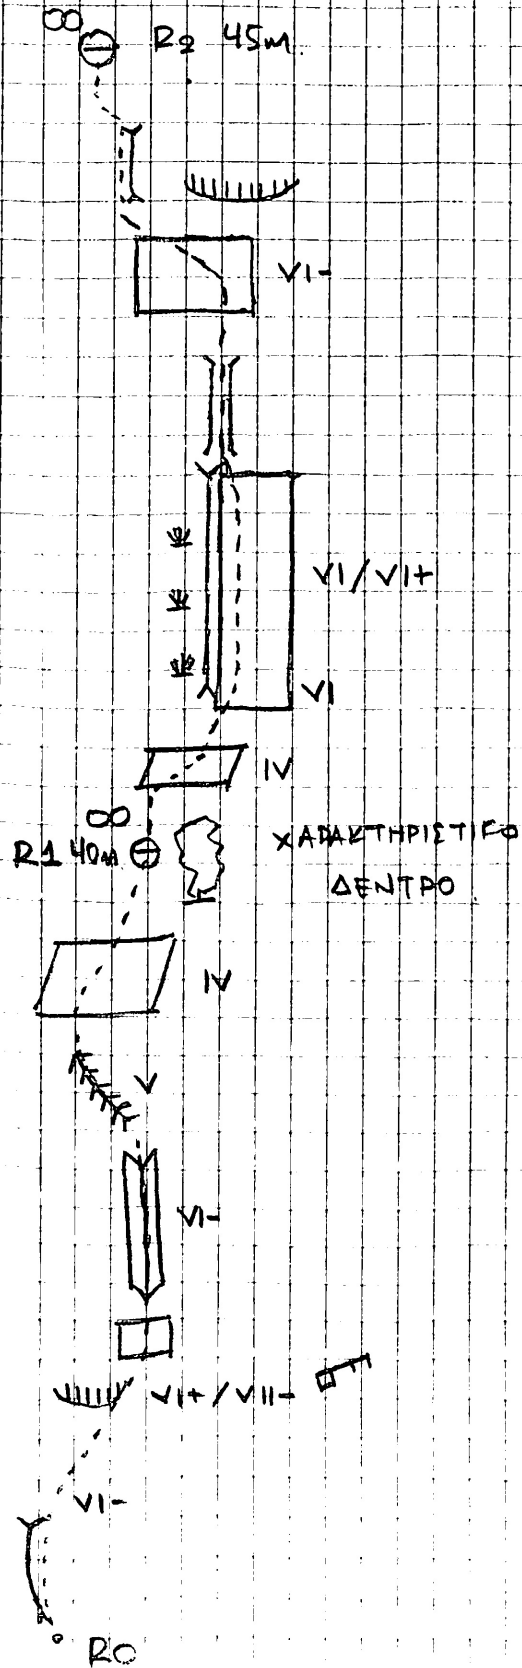 R2 45m.
VI-
VI/VI+
VI
IV
R1 40m
ΧΑΡΑΚΤΗΡΙΣΤΙΚΟ
ΔΕΝΤΡΟ
IV
V
VI-
VI+/VII-
VI-
R0